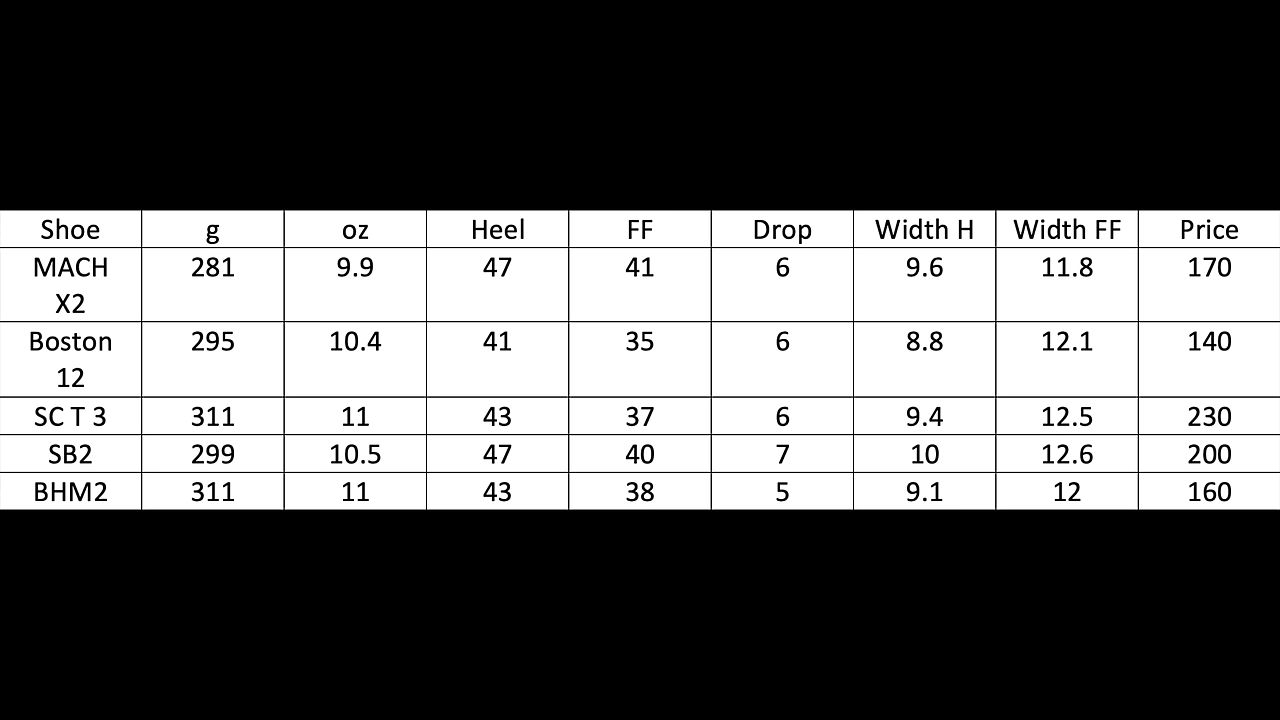 Shoe g oz Heel FF Drop Width H Width FF Price
MACH 281 9.9 47 41 6 9.6 11.8 170
X2
Boston 295 10.4 41 35 6 8.8 12.1 140
12
SC T 3 311 11 43 37 6 9.4 12.5 230
SB2 299 10.5 47 40 7 10 12.6 200
BHM2 311 11 43 38 5 9.1 12 160